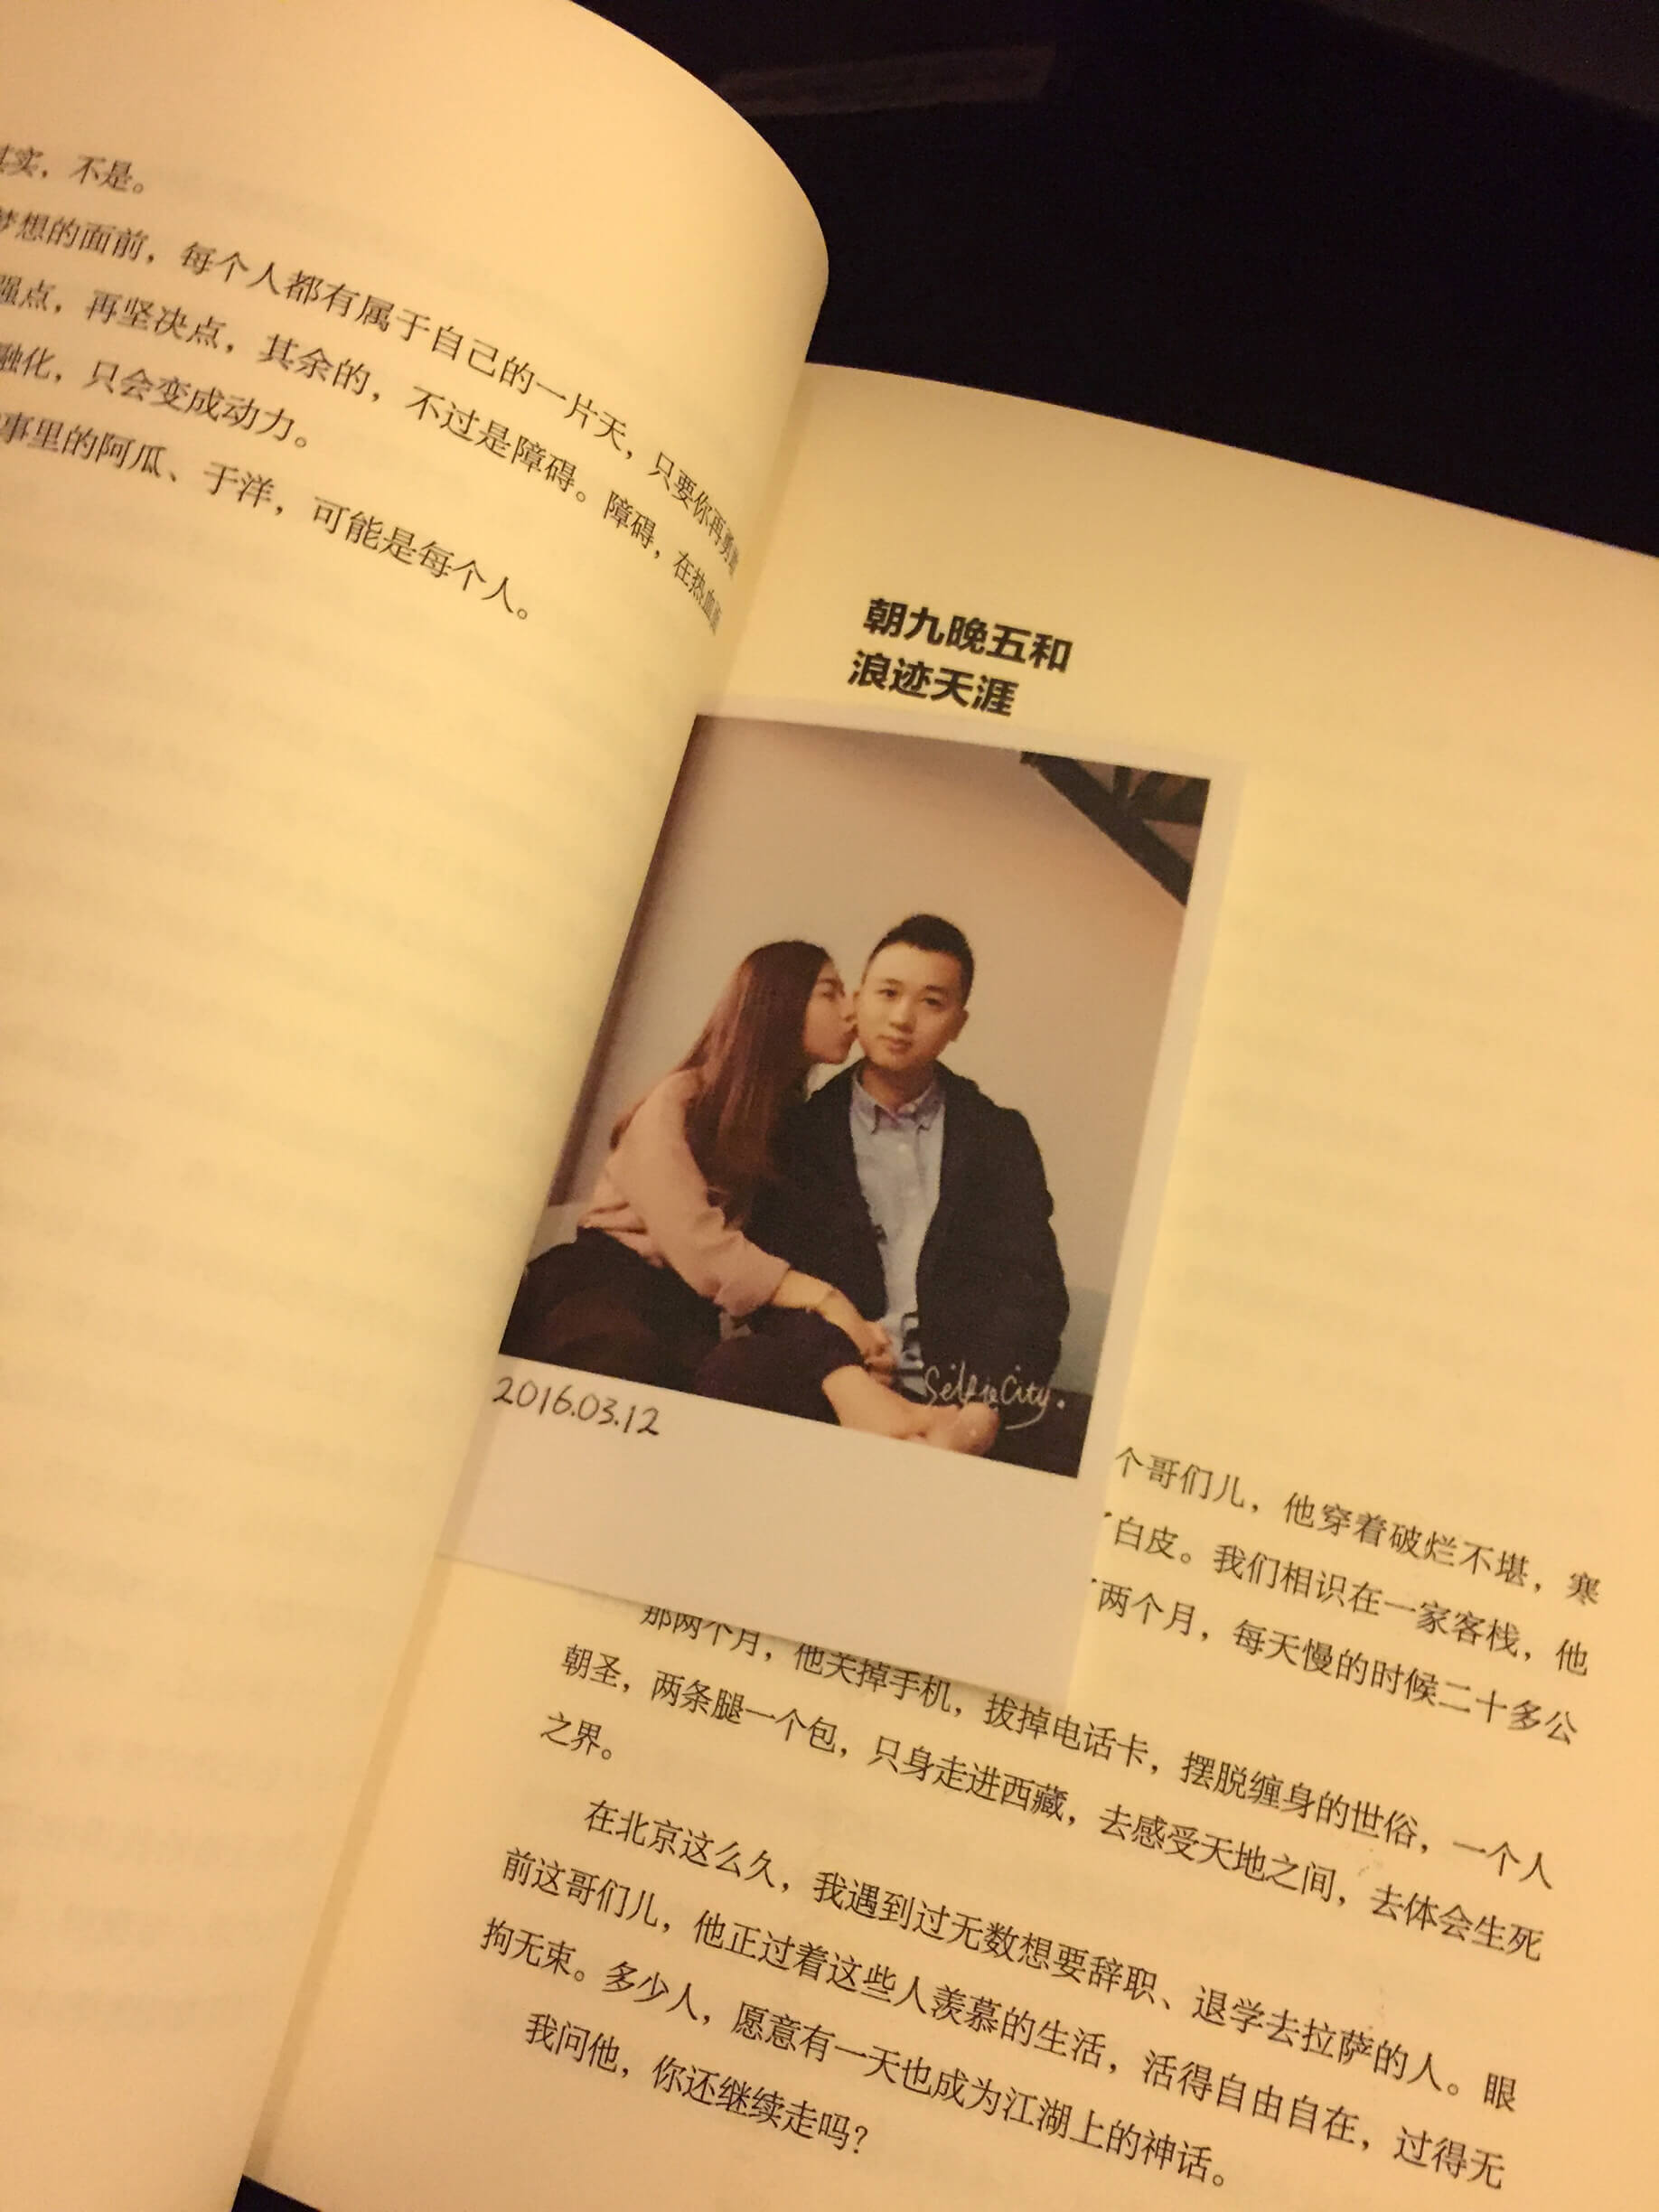 其实，不是。
梦想的面前，每个人都有属于自己的一片天，只要你再勇
强点，再坚决点，其余的，不过是障碍。障碍，在热血
融化，只会变成动力。
事里的阿瓜、于洋，可能是每个人。
朝九晚五和
浪迹天涯
Selfie City.
2016.03.12
个哥们儿，他穿着破烂不堪，寒
了白皮。我们相识在一家客栈，他
了两个月，每天慢的时候二十多公
那两个月，他关掉手机，拔掉电话卡，摆脱缠身的世俗，一个人
朝圣，两条腿一个包，只身走进西藏，去感受天地之间，去体会生死
之界。
在北京这么久，我遇到过无数想要辞职、退学去拉萨的人。眼
前这哥们儿，他正过着这些人羡慕的生活，活得自由自在，过得无
拘无束。多少人，愿意有一天也成为江湖上的神话。
我问他，你还继续走吗？